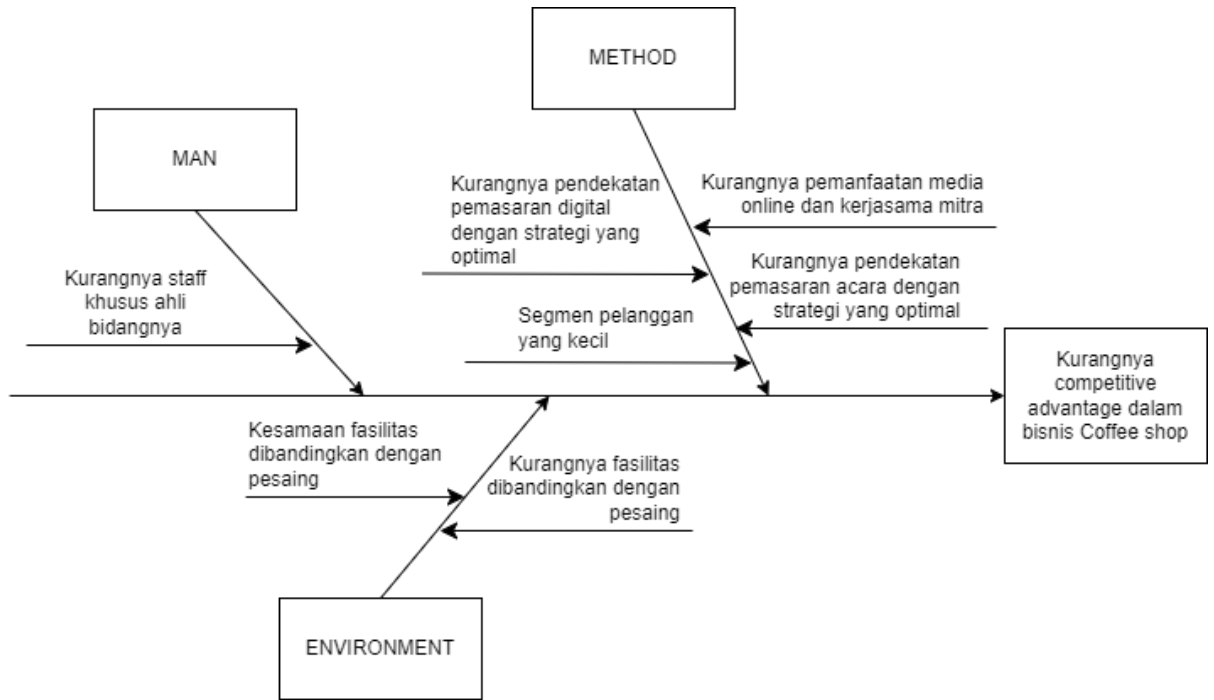 METHOD
MAN
Kurangnya pendekatan
pemasaran digital
dengan strategi yang
optimal
Kurangnya pemanfaatan media
online dan kerjasama mitra
Kurangnya staff
khusus ahli
bidangnya
Kurangnya pendekatan
pemasaran acara dengan
strategi yang optimal
Segmen pelanggan
yang kecil
Kurangnya
competitive
advantage dalam
bisnis Coffee shop
Kesamaan fasilitas
dibandingkan dengan
pesaing
Kurangnya fasilitas
dibandingkan dengan
pesaing
ENVIRONMENT